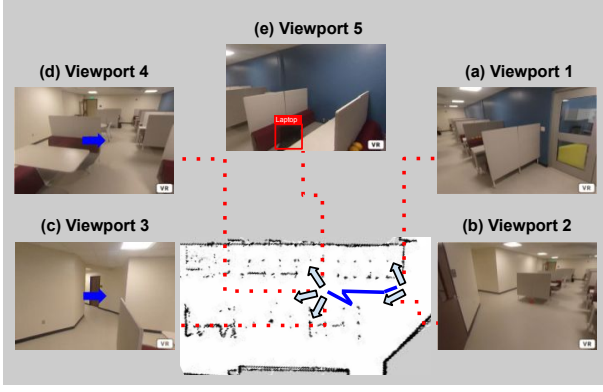 (e) Viewport 5
(d) Viewport 4
(a) Viewport 1
Laptop
VR
VR
VR
(c) Viewport 3
(b) Viewport 2
VR
VR